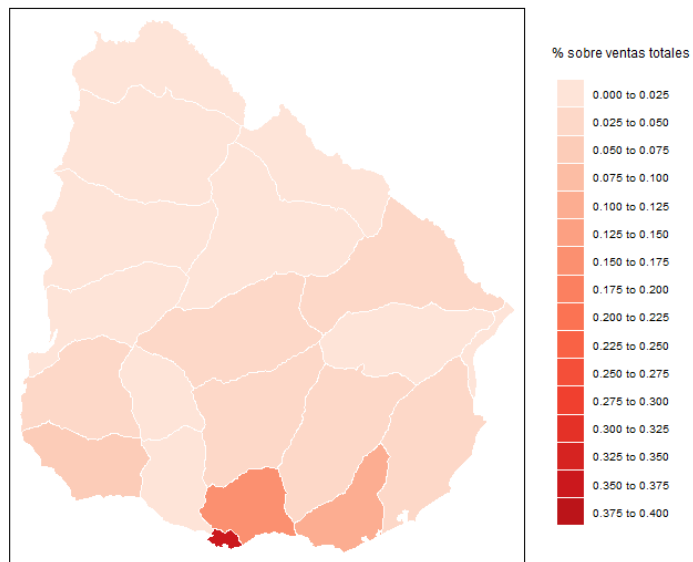 % sobre ventas totales
0.000 to 0.025
0.025 to 0.050
0.050 to 0.075
0.075 to 0.100
0.100 to 0.125
0.125 to 0.150
0.150 to 0.175
0.175 to 0.200
0.200 to 0.225
0.225 to 0.250
0.250 to 0.275
0.275 to 0.300
0.300 to 0.325
0.325 to 0.350
0.350 to 0.375
0.375 to 0.400